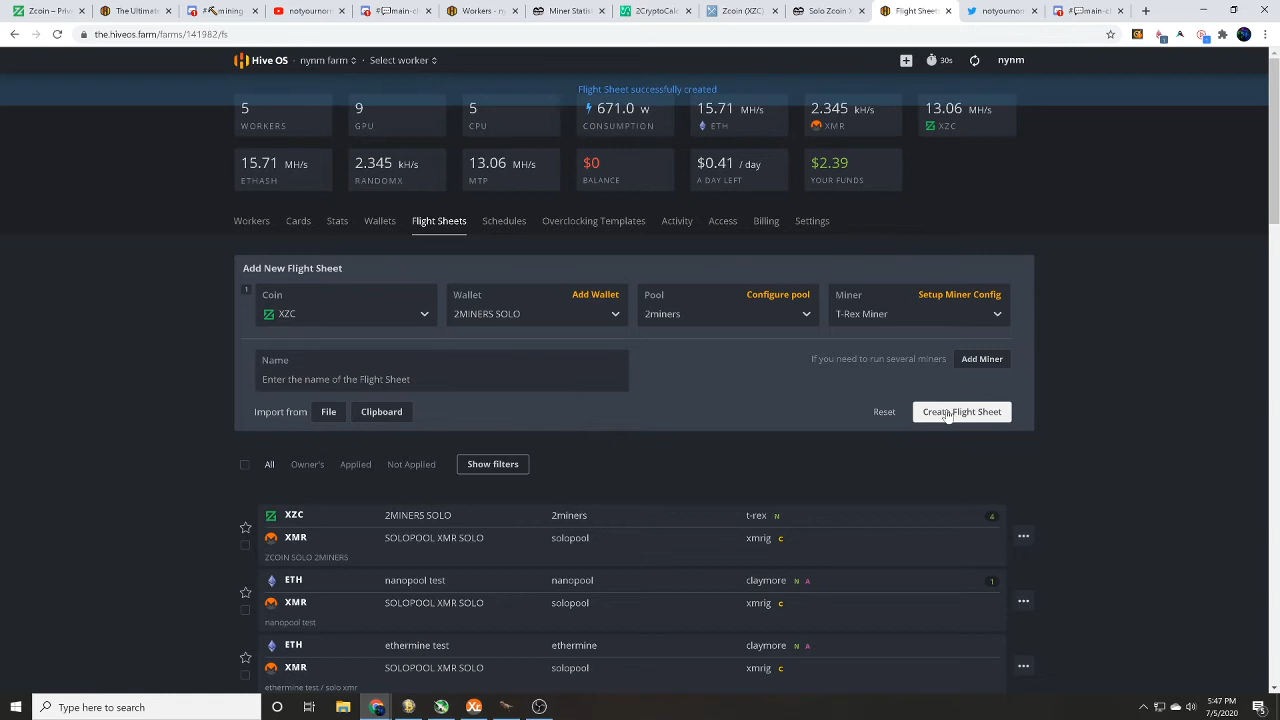 Zcoin – Priv
The Ultimate
#⛏mining
notyournorm
#💬main-cl
Workers - ny
Miner Statist
2CryptoCalc
Zcoin (XZC)
Solo Zcoin X
Flight Sheet
notyourmon
#💬main-cl
the.hiveos.farm/farms/141982/fs
Hive OS nynm farm Select worker 30s nynm
Flight Sheet successfully created
5 9 5 671.0 W 15.71 MH/s 2.345 kH/s 13.06 MH/s
WORKERS GPU CPU CONSUMPTION ETH XMR XZC
15.71 MH/s 2.345 kH/s 13.06 MH/s $0 $0.41 / day $2.39
ETHASH RANDOMX MTP BALANCE A DAY LEFT YOUR FUNDS
Workers Cards Stats Wallets Flight Sheets Schedules Overclocking Templates Activity Access Billing Settings
Add New Flight Sheet
1 Coin Wallet Add Wallet Pool Configure pool Miner Setup Miner Config
XZC 2MINERS SOLO 2miners T-Rex Miner
Name If you need to run several miners Add Miner
Enter the name of the Flight Sheet
Import from File Clipboard Reset Create Flight Sheet
All Owner's Applied Not Applied Show filters
XZC 2MINERS SOLO 2miners t-rex N 4
XMR SOLOPOOL XMR SOLO solopool xmrig C
ZCOIN SOLO 2MINERS
ETH nanopool test nanopool claymore N A 1
XMR SOLOPOOL XMR SOLO solopool xmrig C
nanopool test
ETH ethermine test ethermine claymore N A
XMR SOLOPOOL XMR SOLO solopool xmrig C
ethermine test / solo xmr
Type here to search
5:47 PM
7/5/2020